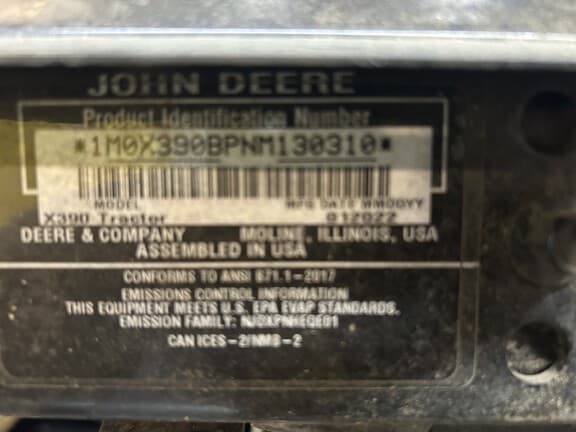 JOHN DEERE
Product Identification Number
*1M0X390BPNM130310*
MODEL MFG DATE MMDDYY
X390 Tractor 012022
DEERE & COMPANY MOLINE, ILLINOIS, USA
ASSEMBLED IN USA
CONFORMS TO ANSI B71.1-2017
EMISSIONS CONTROL INFORMATION
THIS EQUIPMENT MEETS U.S. EPA EVAP STANDARDS.
EMISSION FAMILY:
CAN ICES-2/NMB-2